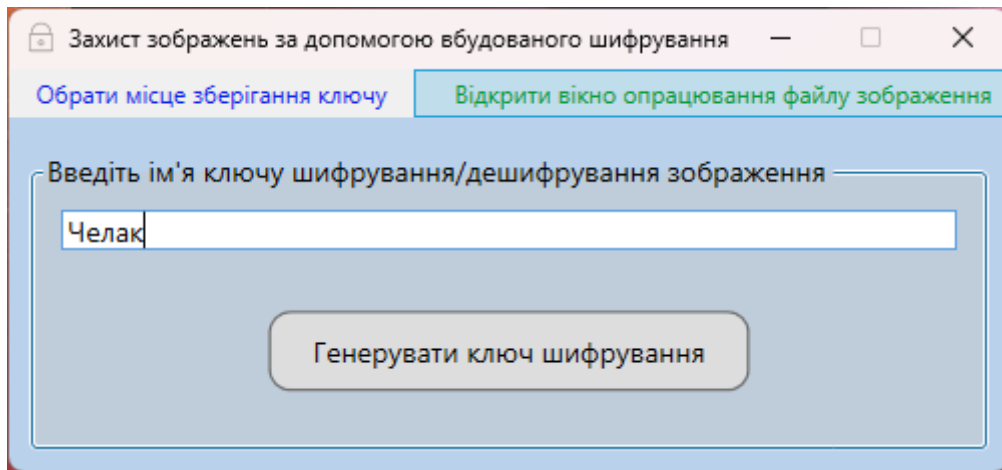 Захист зображень за допомогою вбудованого шифрування
Обрати місце зберігання ключу Відкрити вікно опрацювання файлу зображення
Введіть ім'я ключу шифрування/дешифрування зображення
Челак
Генерувати ключ шифрування